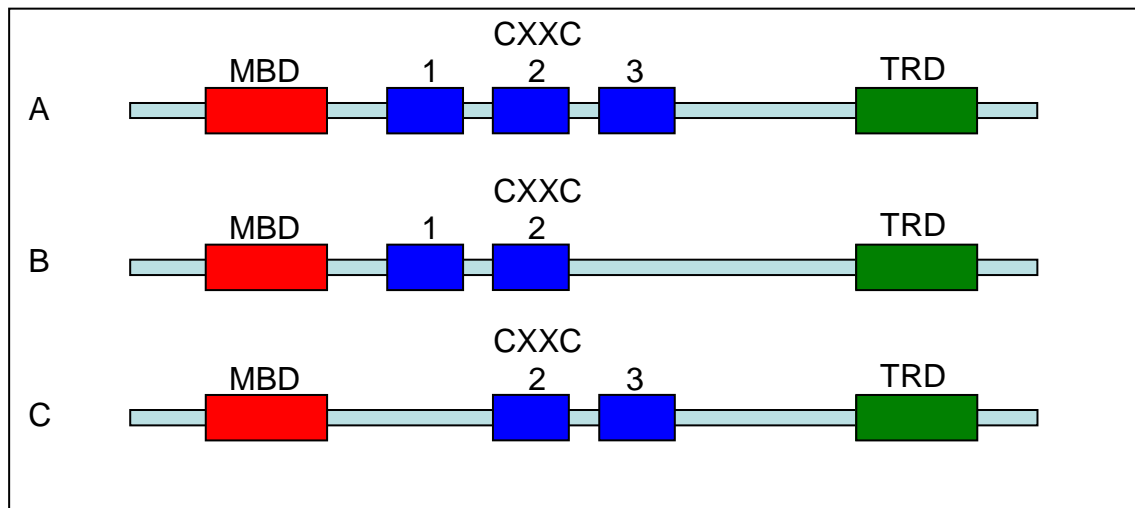 CXXC
MBD 1 2 3 TRD
A
CXXC
MBD 1 2 TRD
B
CXXC
MBD 2 3 TRD
C